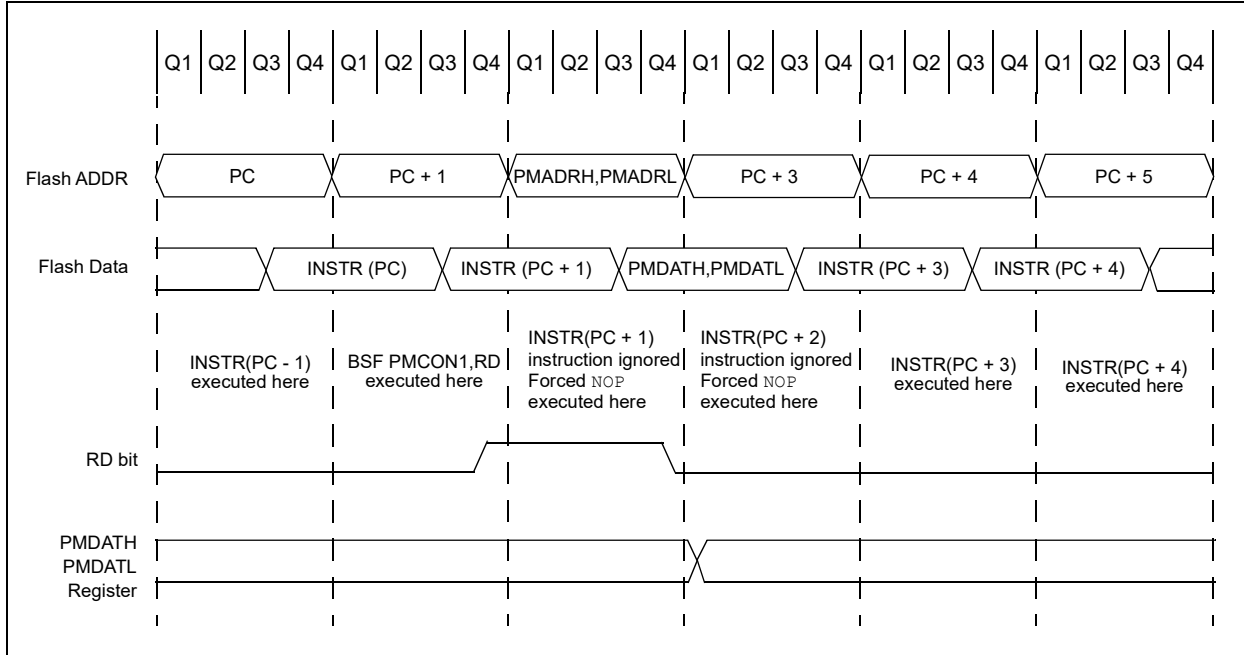 Q1 Q2 Q3 Q4 Q1 Q2 Q3 Q4 Q1 Q2 Q3 Q4 Q1 Q2 Q3 Q4 Q1 Q2 Q3 Q4 Q1 Q2 Q3 Q4
Flash ADDR PC PC + 1 PMADRH,PMADRL PC + 3 PC + 4 PC + 5
Flash Data INSTR (PC) INSTR (PC + 1) PMDATH,PMDATL INSTR (PC + 3) INSTR (PC + 4)
INSTR(PC - 1)
executed here
BSF PMCON1,RD
executed here
INSTR(PC + 1)
instruction ignored
Forced NOP
executed here
INSTR(PC + 2)
instruction ignored
Forced NOP
executed here
INSTR(PC + 3)
executed here
INSTR(PC + 4)
executed here
RD bit
PMDATH
PMDATL
Register